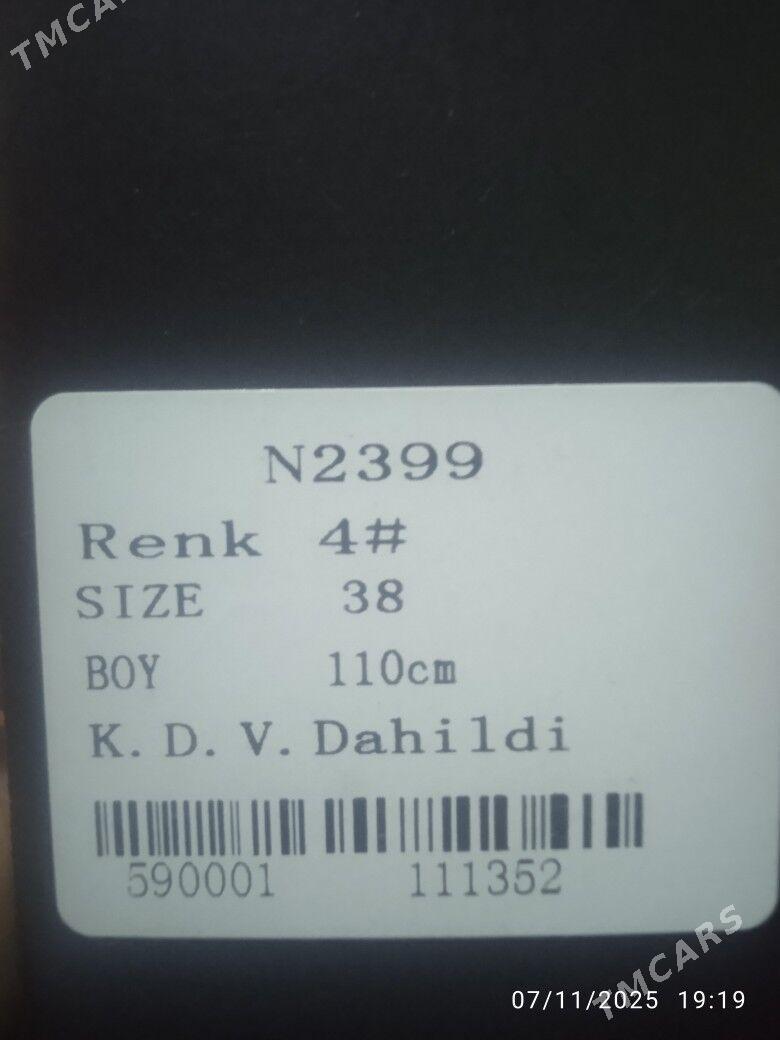 TMCARS
N2399
Renk 4#
SIZE 38
BOY 110cm
K.D.V.Dahildi
590001 111352
TMCARS
07/11/2025 19:19